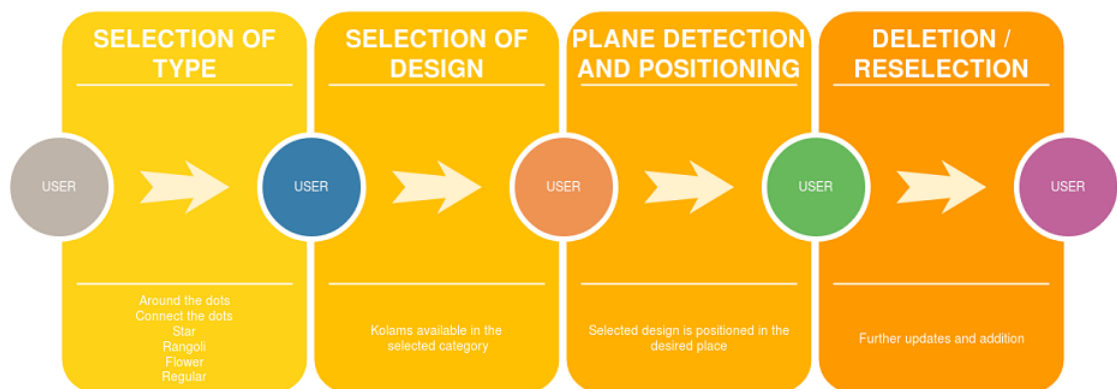 SELECTION OF
TYPE
SELECTION OF
DESIGN
PLANE DETECTION
AND POSITIONING
DELETION /
RESELECTION
USER
USER
USER
USER
USER
Around the dots
Connect the dots
Star
Rangoli
Flower
Regular
Kolams available in the
selected category
Selected design is positioned in the
desired place
Further updates and addition